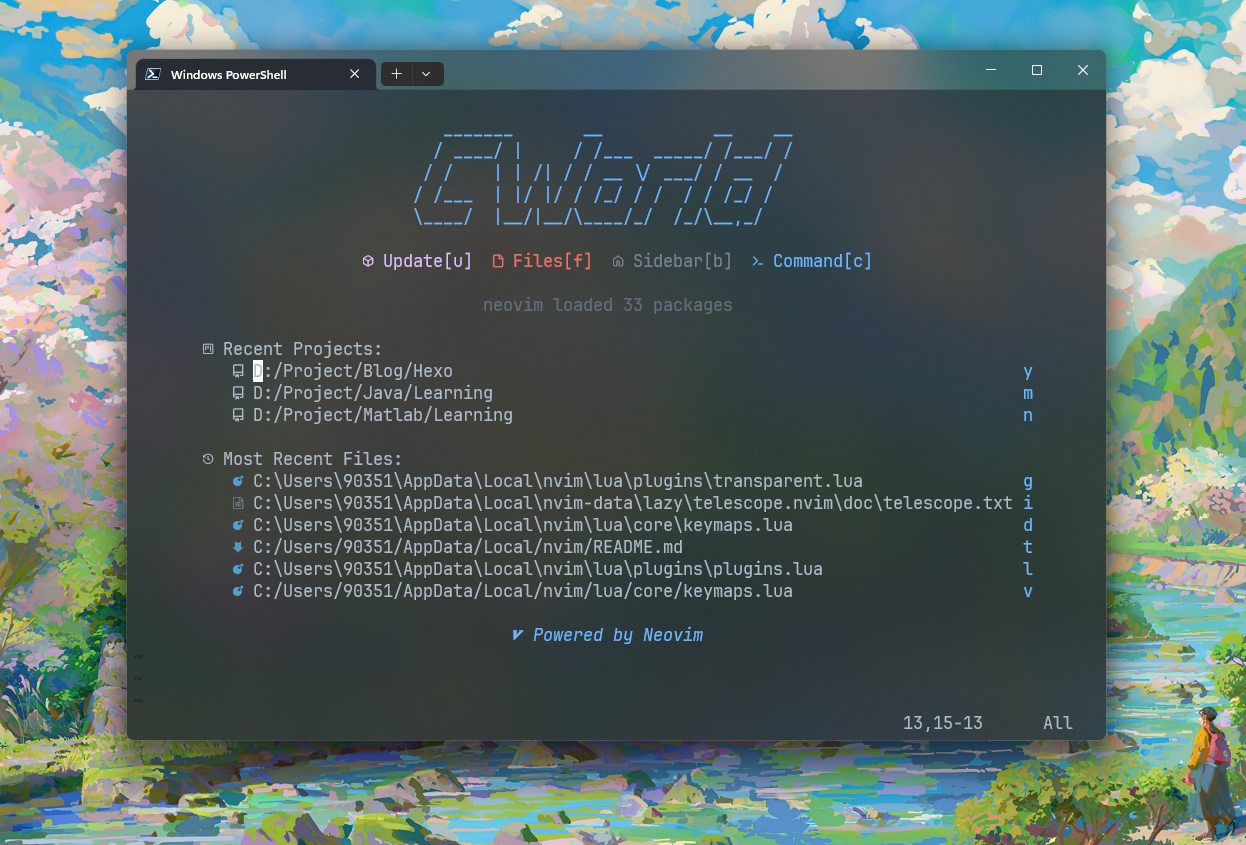 Windows PowerShell
CWorld
Update[u] Files[f] Sidebar[b] Command[c]
neovim loaded 33 packages
Recent Projects:
D:/Project/Blog/Hexo y
D:/Project/Java/Learning m
D:/Project/Matlab/Learning n
Most Recent Files:
C:\Users\90351\AppData\Local\nvim\lua\plugins\transparent.lua g
C:\Users\90351\AppData\Local\nvim-data\lazy\telescope.nvim\doc\telescope.txt i
C:\Users\90351\AppData\Local\nvim\lua\core\keymaps.lua d
C:/Users/90351/AppData/Local/nvim/README.md t
C:\Users\90351\AppData\Local\nvim\lua\plugins\plugins.lua l
C:/Users/90351/AppData/Local/nvim/lua/core/keymaps.lua v
Powered by Neovim
~
~
~
13,15-13 All